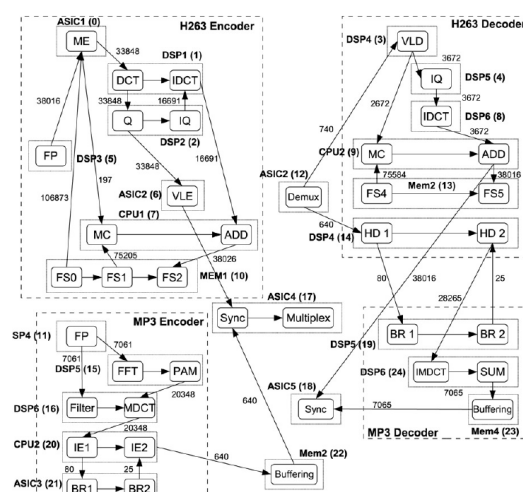 ASIC1 (0)
H263 Encoder
ME
33848
DSP1 (1)
DCT
IDCT
38016
33848
16691
Q
IQ
DSP2 (2)
FP
DSP3 (5)
33848
16691
197
106873
ASIC2 (6)
VLE
CPU1 (7)
MC
ADD
75205
38026
FS0
FS1
FS2
MEM1 (10)
H263 Decoder
DSP4 (3)
VLD
3672
IQ
DSP5 (4)
2672
3672
740
IDCT
DSP6 (8)
CPU2 (9)
3672
MC
ADD
ASIC2 (12)
75584
Mem2 (13)
38016
Demux
FS4
FS5
640
DSP4 (14)
HD 1
HD 2
80
38016
25
28265
ASIC4 (17)
Sync
Multiplex
MP3 Encoder
SP4 (11)
FP
7061
7061
DSP5 (15)
FFT
PAM
20348
DSP6 (16)
Filter
MDCT
20348
CPU2 (20)
IE1
IE2
80
25
640
ASIC3 (21)
BR1
BR2
640
Mem2 (22)
Buffering
DSP5 (19)
BR 1
BR 2
DSP6 (24)
IMDCT
SUM
ASIC5 (18)
7065
Sync
7065
Buffering
Mem4 (23)
MP3 Decoder